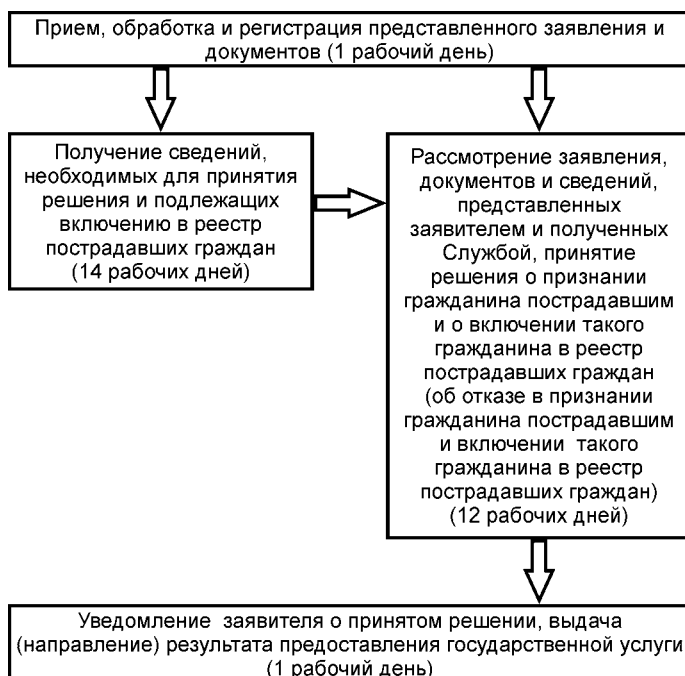 Прием, обработка и регистрация представленного заявления и
документов (1 рабочий день)
Получение сведений,
необходимых для принятия
решения и подлежащих
включению в реестр
пострадавших граждан
(14 рабочих дней)
Рассмотрение заявления,
документов и сведений,
представленных
заявителем и полученных
Службой, принятие
решения о признании
гражданина пострадавшим
и о включении такого
гражданина в реестр
пострадавших граждан
(об отказе в признании
гражданина пострадавшим
и включении такого
гражданина в реестр
пострадавших граждан)
(12 рабочих дней)
Уведомление заявителя о принятом решении, выдача
(направление) результата предоставления государственной услуги
(1 рабочий день)